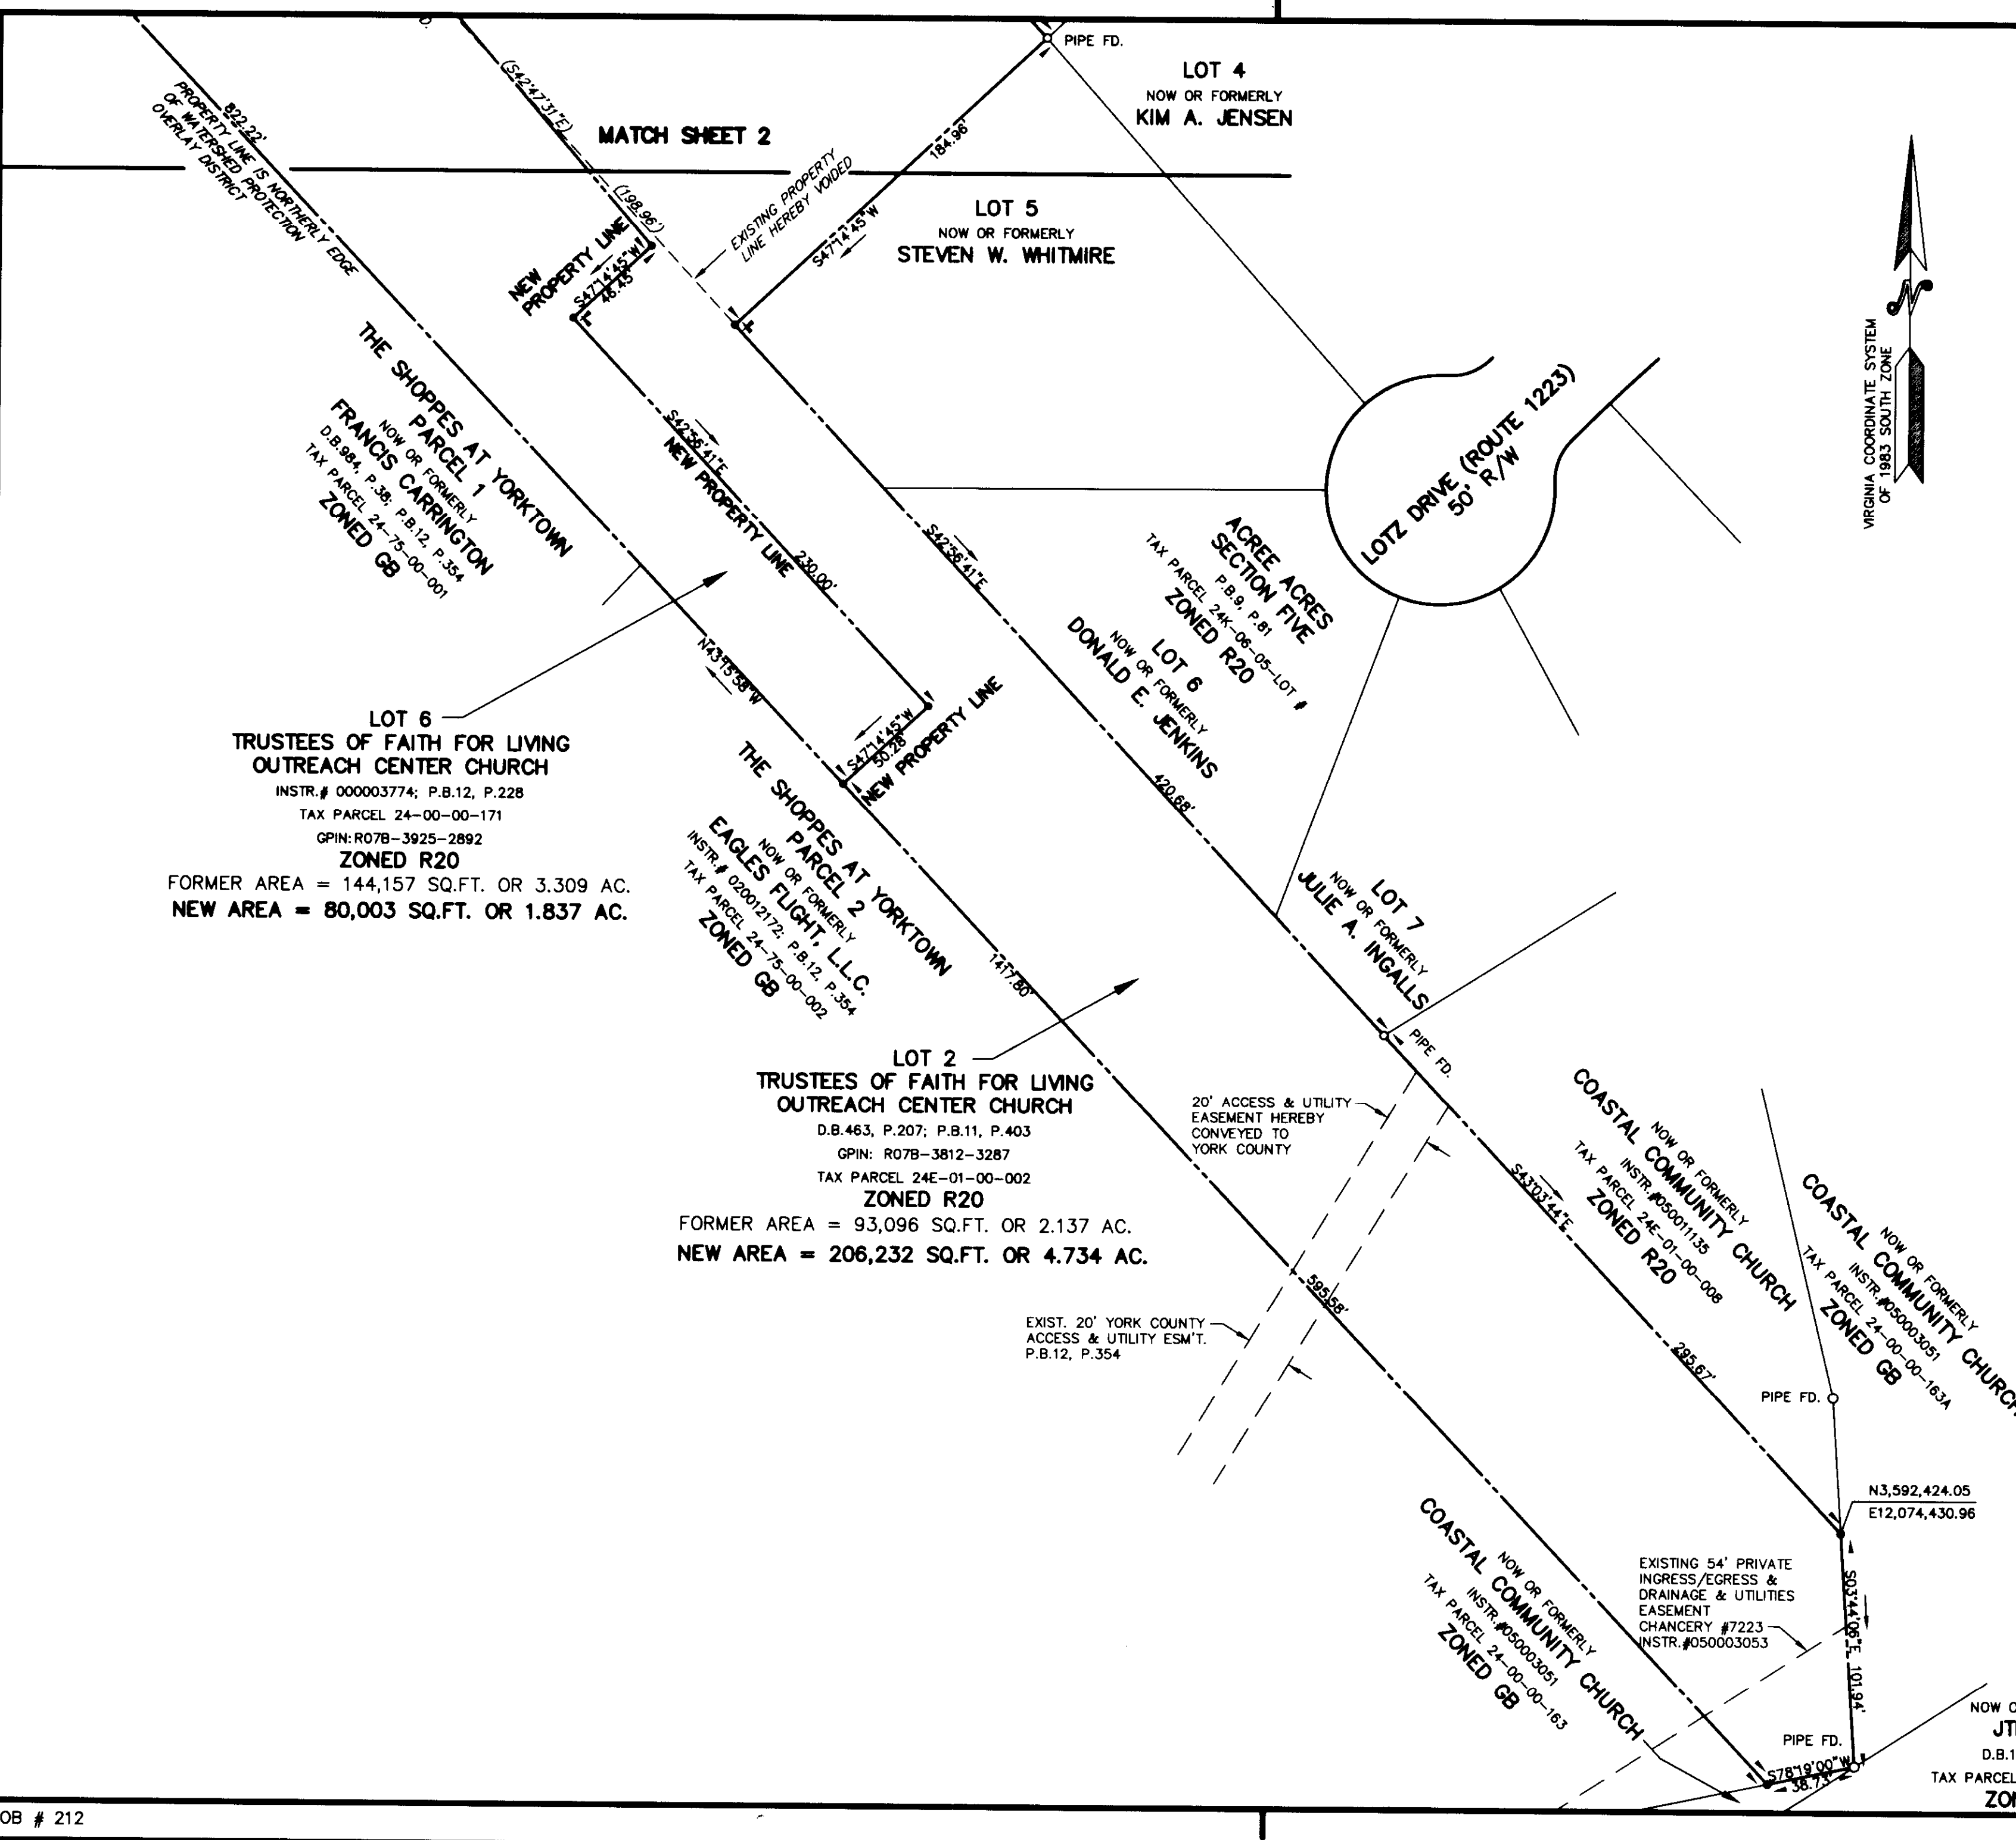 PIPE FD.
LOT 4
NOW OR FORMERLY
KIM A. JENSEN
(S42°47'31"E)
MATCH SHEET 2
184.96'
822.22'
PROPERTY LINE IS NORTHERLY EDGE
OF WATERSHED PROTECTION
OVERLAY DISTRICT
(198.96')
EXISTING PROPERTY
LINE HEREBY VOIDED
S47°14'45"W
LOT 5
NOW OR FORMERLY
STEVEN W. WHITMIRE
NEW
PROPERTY LINE
S47°14'45"W
46.45'
VIRGINIA COORDINATE SYSTEM
OF 1983 SOUTH ZONE
THE SHOPPES AT YORKTOWN
PARCEL 1
NOW OR FORMERLY
FRANCIS CARRINGTON
D.B.984, P.38; P.B.12, P.354
TAX PARCEL 24-75-00-001
ZONED GB
S42°56'41"E
NEW PROPERTY LINE
230.00'
LOTZ DRIVE (ROUTE 1223)
50' R/W
S42°56'41"E
ACREE ACRES
SECTION FIVE
P.B.9, P.81
TAX PARCEL 24K-06-05-LOT #
ZONED R20
LOT 6
NOW OR FORMERLY
DONALD E. JENKINS
N43°15'58"W
S47°14'45"W
50.28'
NEW PROPERTY LINE
LOT 6
TRUSTEES OF FAITH FOR LIVING
OUTREACH CENTER CHURCH
INSTR.# 000003774; P.B.12, P.228
TAX PARCEL 24-00-00-171
GPIN: R07B-3925-2892
ZONED R20
FORMER AREA = 144,157 SQ.FT. OR 3.309 AC.
NEW AREA = 80,003 SQ.FT. OR 1.837 AC.
420.68'
THE SHOPPES AT YORKTOWN
PARCEL 2
NOW OR FORMERLY
EAGLES FLIGHT, L.L.C.
INSTR.# 020012172; P.B.12, P.354
TAX PARCEL 24-75-00-002
ZONED GB
1417.80'
LOT 7
NOW OR FORMERLY
JULIE A. INGALLS
PIPE FD.
LOT 2
TRUSTEES OF FAITH FOR LIVING
OUTREACH CENTER CHURCH
D.B.463, P.207; P.B.11, P.403
GPIN: R07B-3812-3287
TAX PARCEL 24E-01-00-002
ZONED R20
FORMER AREA = 93,096 SQ.FT. OR 2.137 AC.
NEW AREA = 206,232 SQ.FT. OR 4.734 AC.
20' ACCESS & UTILITY
EASEMENT HEREBY
CONVEYED TO
YORK COUNTY
S43°03'44"E
NOW OR FORMERLY
COASTAL COMMUNITY CHURCH
INSTR.#050011135
TAX PARCEL 24E-01-00-008
ZONED R20
NOW OR FORMERLY
COASTAL COMMUNITY CHURCH
INSTR.#050003051
TAX PARCEL 24-00-00-163A
ZONED GB
595.58'
EXIST. 20' YORK COUNTY
ACCESS & UTILITY ESM'T.
P.B.12, P.354
295.67'
PIPE FD.
N3,592,424.05
E12,074,430.96
NOW OR FORMERLY
COASTAL COMMUNITY CHURCH
INSTR.#050003051
TAX PARCEL 24-00-00-163
ZONED GB
EXISTING 54' PRIVATE
INGRESS/EGRESS &
DRAINAGE & UTILITIES
EASEMENT
CHANCERY #7223
INSTR.#050003053
S03°44'06"E 101.94'
PIPE FD.
S78°19'00"W
38.73'
NOW O
JT
D.B.1
TAX PARCEL
ZO
OB # 212